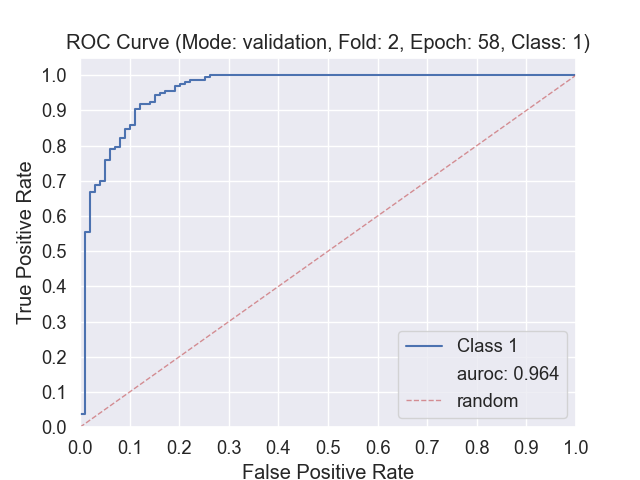 ROC Curve (Mode: validation, Fold: 2, Epoch: 58, Class: 1)
True Positive Rate
1.0
0.9
0.8
0.7
0.6
0.5
0.4
0.3
0.2
0.1
0.0
Class 1
auroc: 0.964
random
0.0 0.1 0.2 0.3 0.4 0.5 0.6 0.7 0.8 0.9 1.0
False Positive Rate